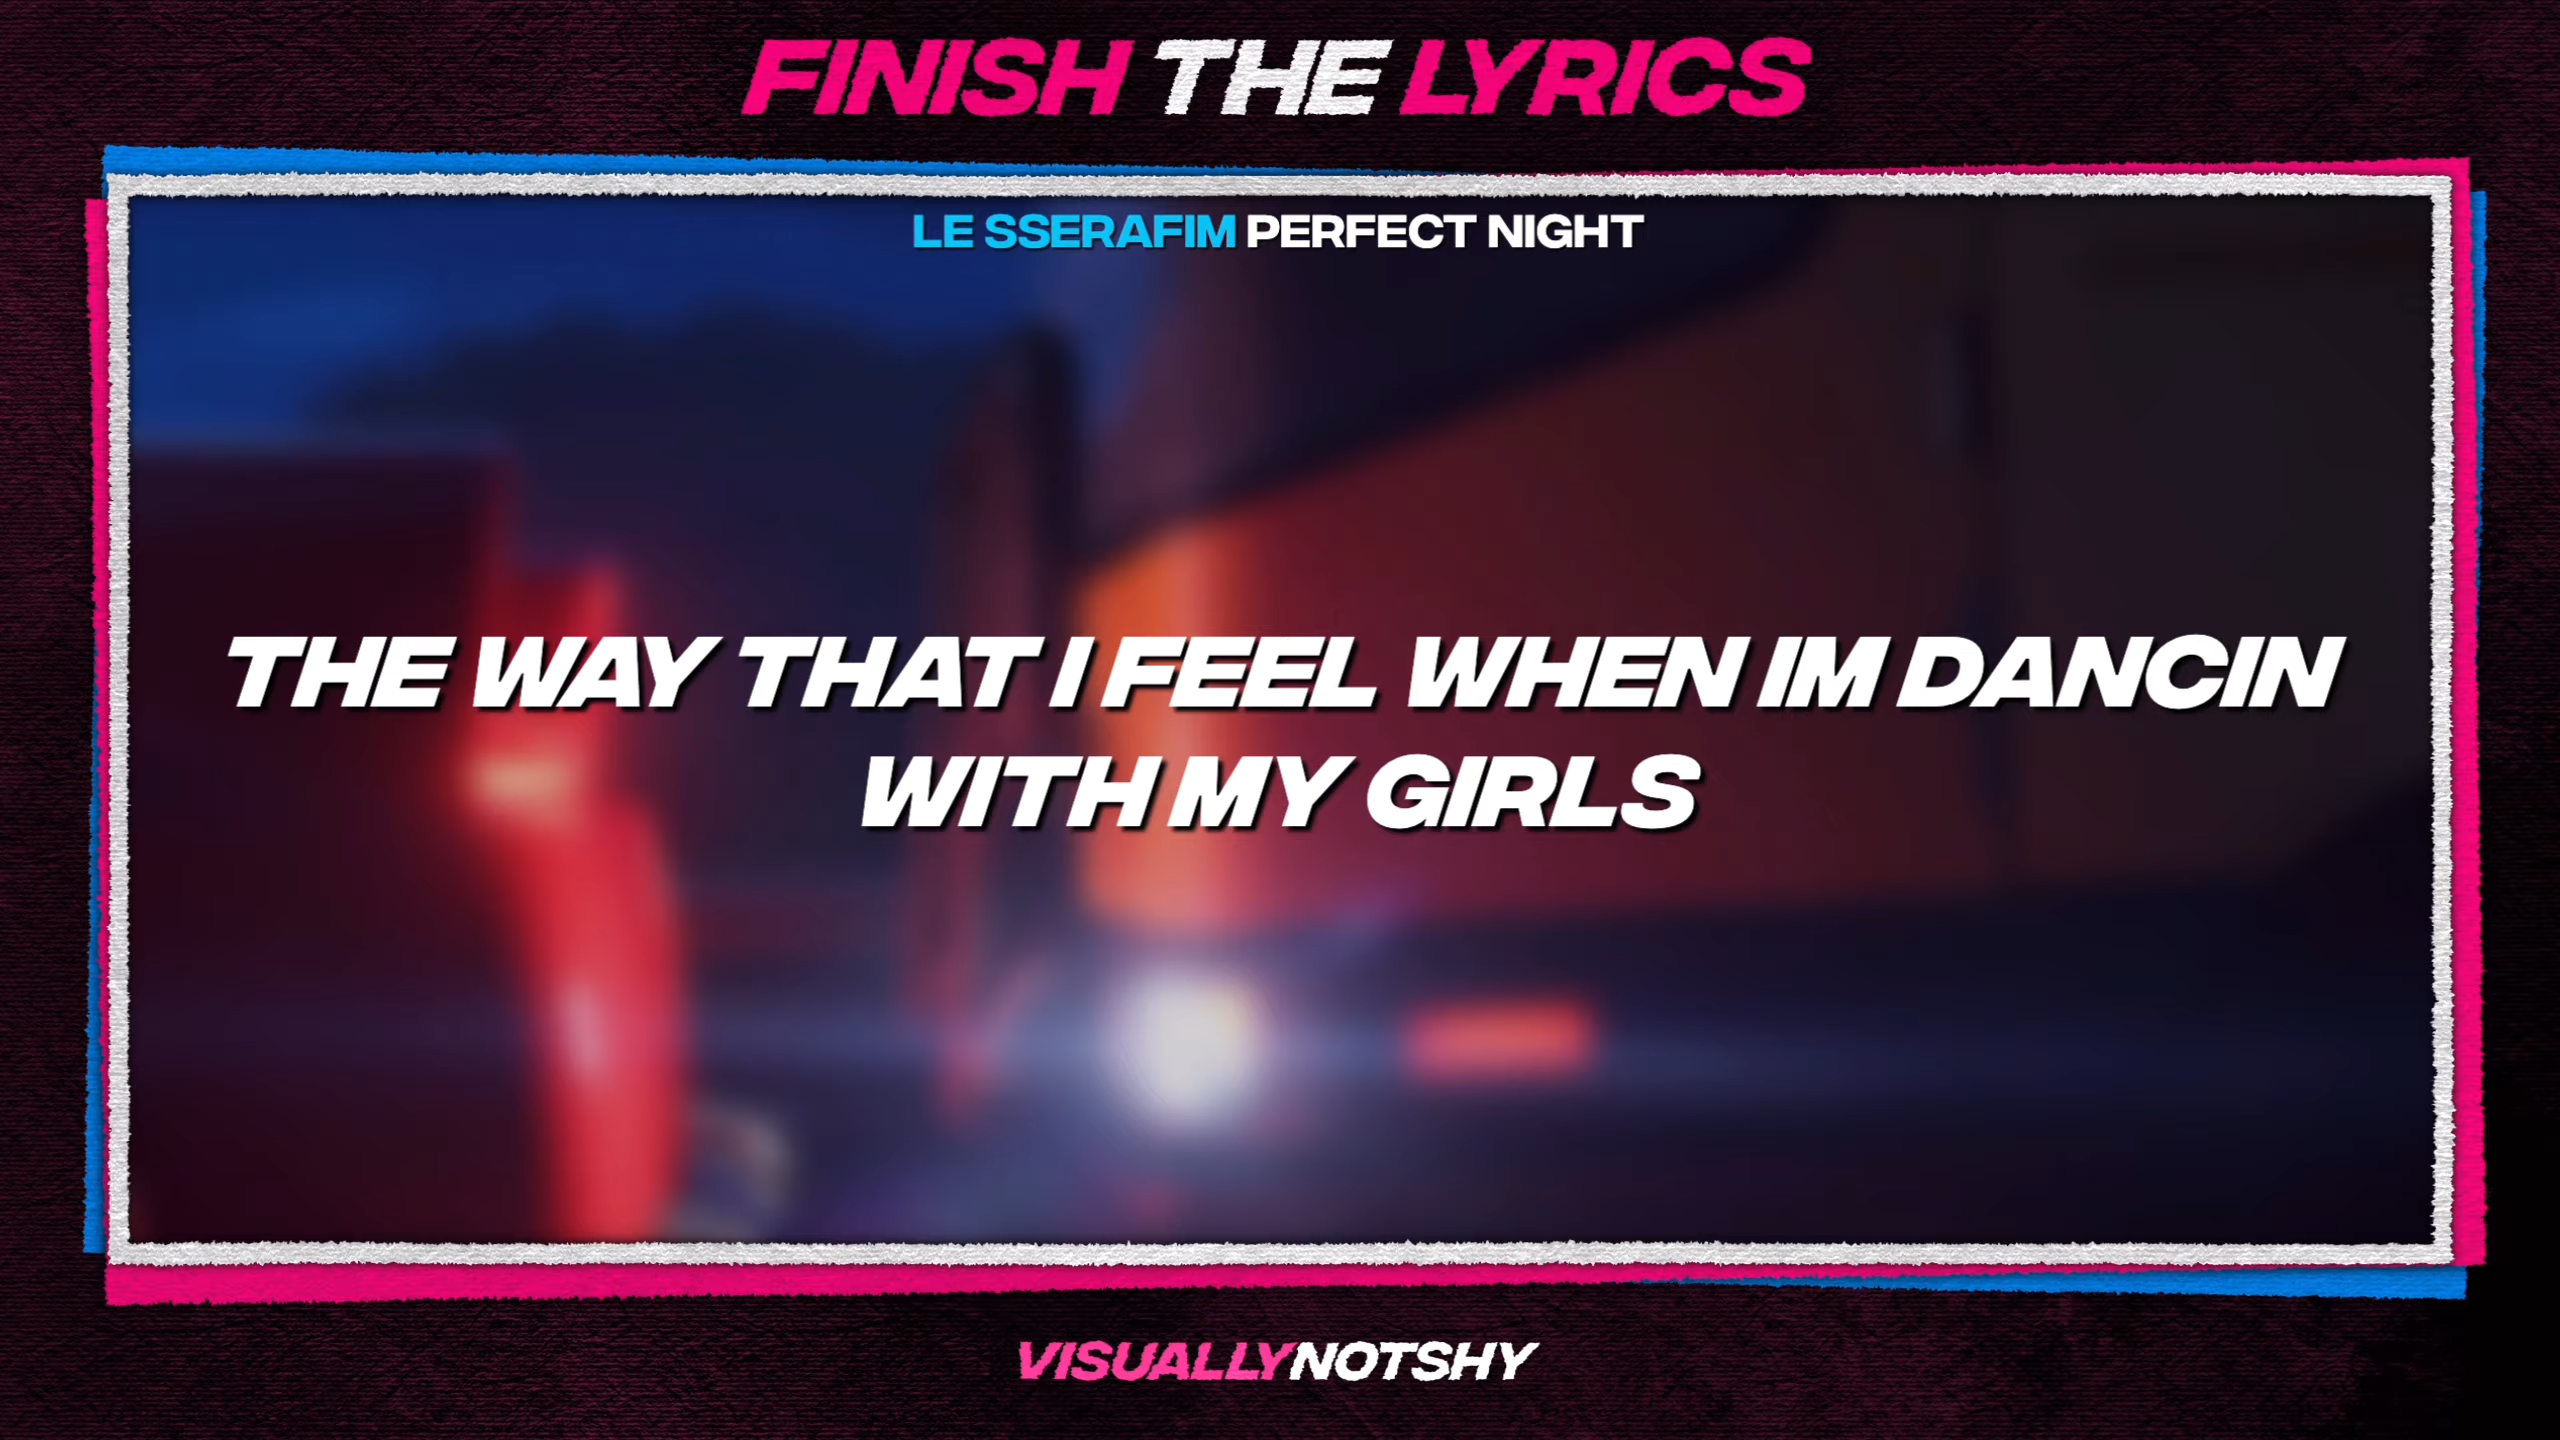 FINISH THE LYRICS
LE SSERAFIM PERFECT NIGHT
THE WAY THAT I FEEL WHEN IM DANCIN
WITH MY GIRLS
VISUALLYNOTSHY